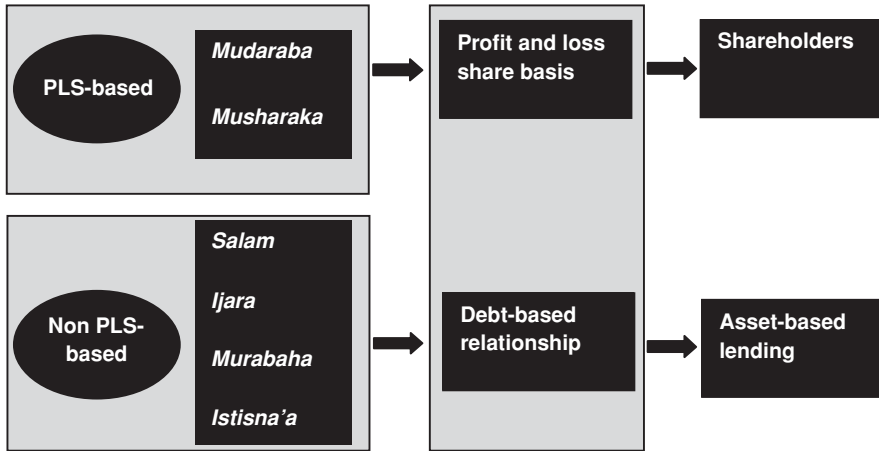 PLS-based
Mudaraba
Musharaka
Profit and loss
share basis
Shareholders
Non PLS-
based
Salam
Ijara
Murabaha
Istisna’a
Debt-based
relationship
Asset-based
lending